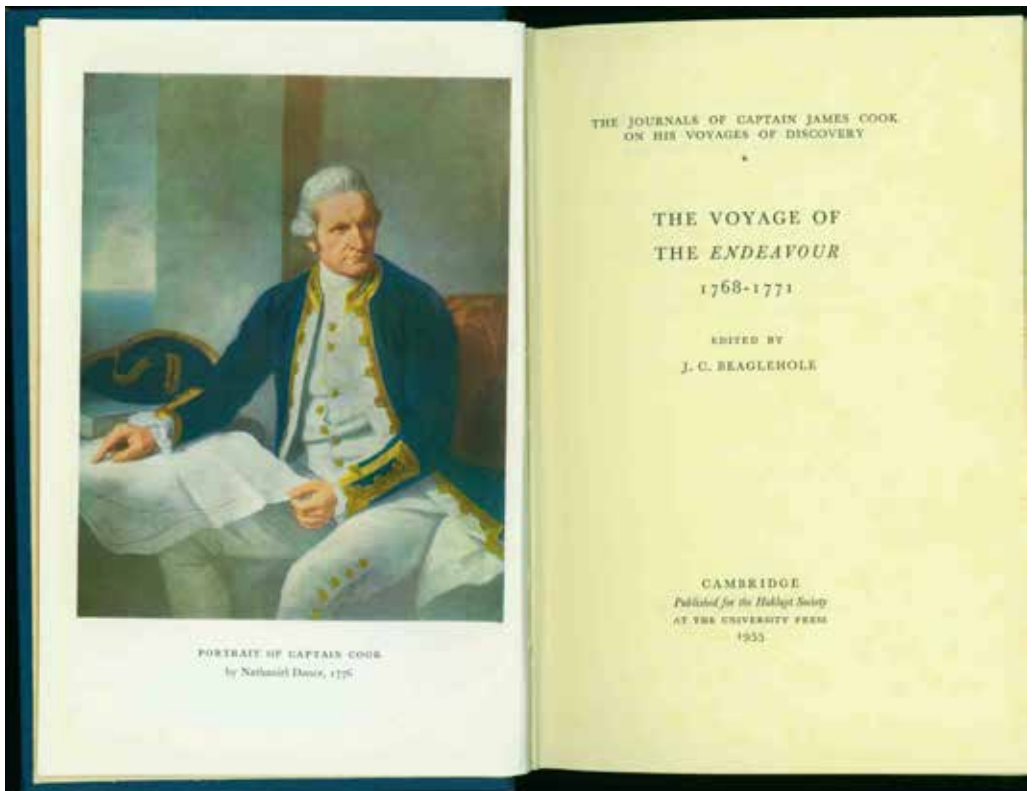 PORTRAIT OF CAPTAIN COOK
by Nathaniel Dance, 1776
THE JOURNALS OF CAPTAIN JAMES COOK
ON HIS VOYAGES OF DISCOVERY
*
THE VOYAGE OF
THE ENDEAVOUR
1768-1771
EDITED BY
J. C. BEAGLEHOLE
CAMBRIDGE
Published for the Hakluyt Society
AT THE UNIVERSITY PRESS
1955